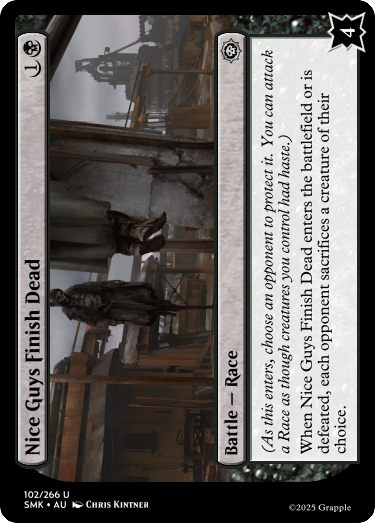 Nice Guys Finish Dead
Battle — Race
4
(As this enters, choose an opponent to protect it. You can attack
a Race as though creatures you control had haste.)
When Nice Guys Finish Dead enters the battlefield or is
defeated, each opponent sacrifices a creature of their
choice.
102/266 U
SMK • AU Chris Kintner
©2025 Grapple